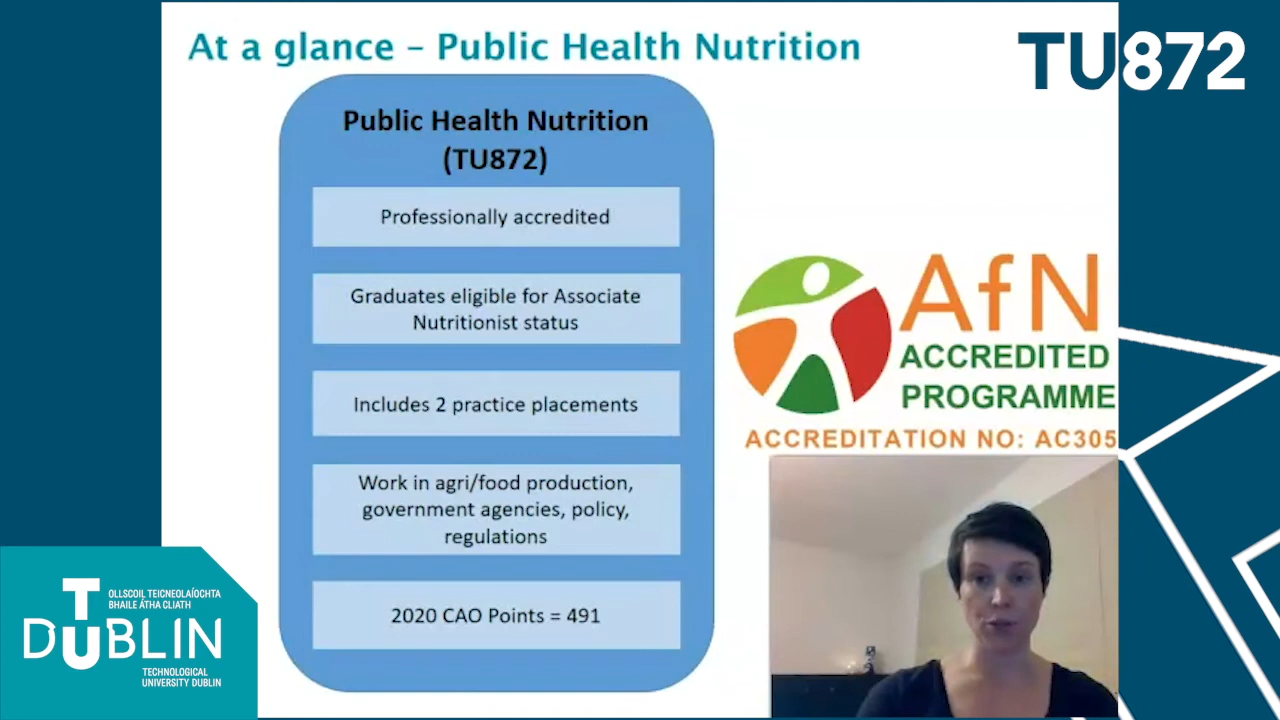 At a glance – Public Health Nutrition
TU872
Public Health Nutrition
(TU872)
Professionally accredited
Graduates eligible for Associate
Nutritionist status
Includes 2 practice placements
Work in agri/food production,
government agencies, policy,
regulations
2020 CAO Points = 491
AfN
ACCREDITED
PROGRAMME
ACCREDITATION NO: AC305
OLLSCOIL TEICNEOLAÍOCHTA
BHAILE ÁTHA CLIATH
TU DUBLIN
TECHNOLOGICAL
UNIVERSITY DUBLIN